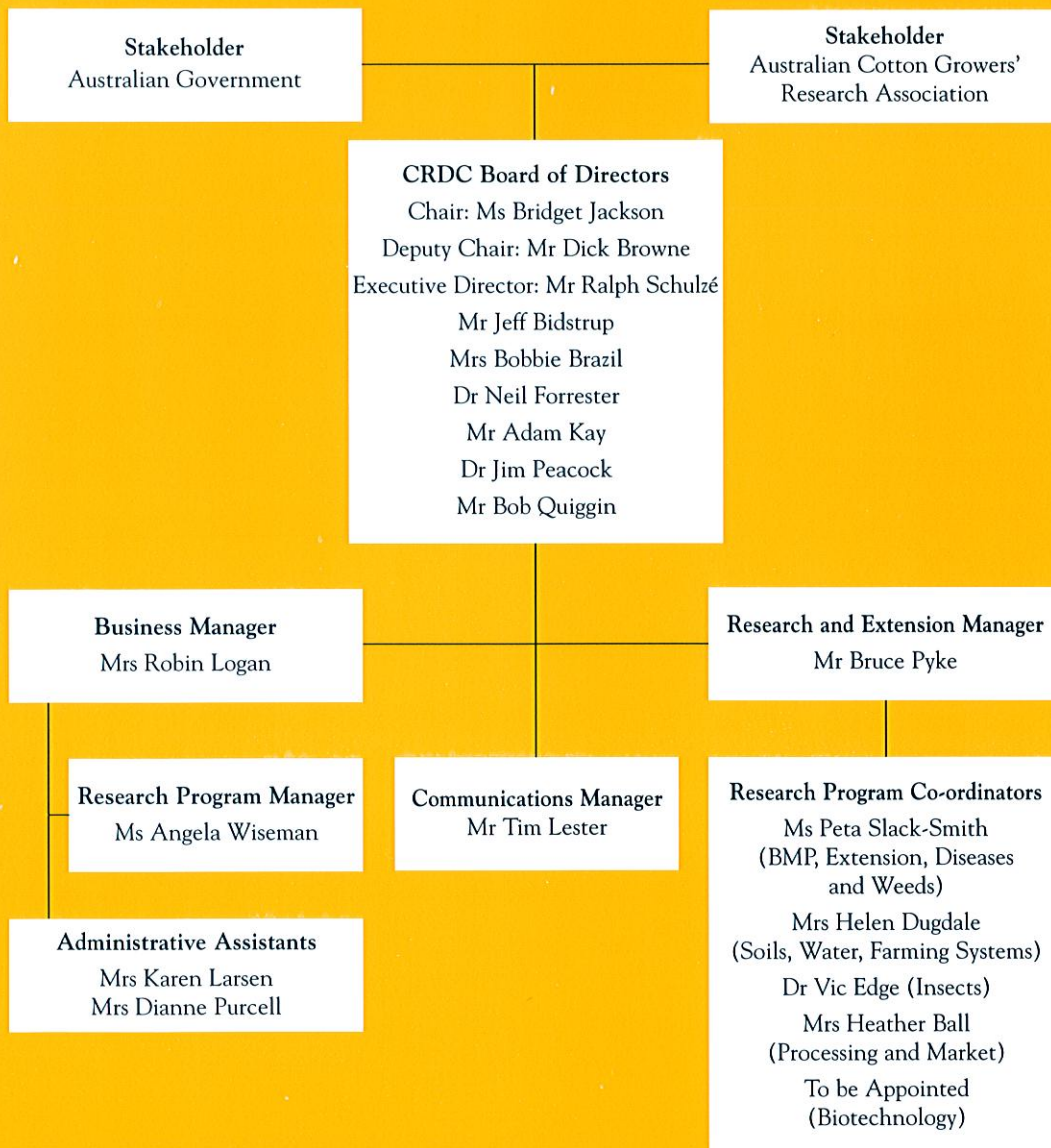 Stakeholder
Australian Government
Stakeholder
Australian Cotton Growers'
Research Association
CRDC Board of Directors
Chair: Ms Bridget Jackson
Deputy Chair: Mr Dick Browne
Executive Director: Mr Ralph Schulzé
Mr Jeff Bidstrup
Mrs Bobbie Brazil
Dr Neil Forrester
Mr Adam Kay
Dr Jim Peacock
Mr Bob Quiggin
Business Manager
Mrs Robin Logan
Research and Extension Manager
Mr Bruce Pyke
Research Program Manager
Ms Angela Wiseman
Communications Manager
Mr Tim Lester
Research Program Co-ordinators
Ms Peta Slack-Smith
(BMP, Extension, Diseases
and Weeds)
Mrs Helen Dugdale
(Soils, Water, Farming Systems)
Dr Vic Edge (Insects)
Mrs Heather Ball
(Processing and Market)
To be Appointed
(Biotechnology)
Administrative Assistants
Mrs Karen Larsen
Mrs Dianne Purcell